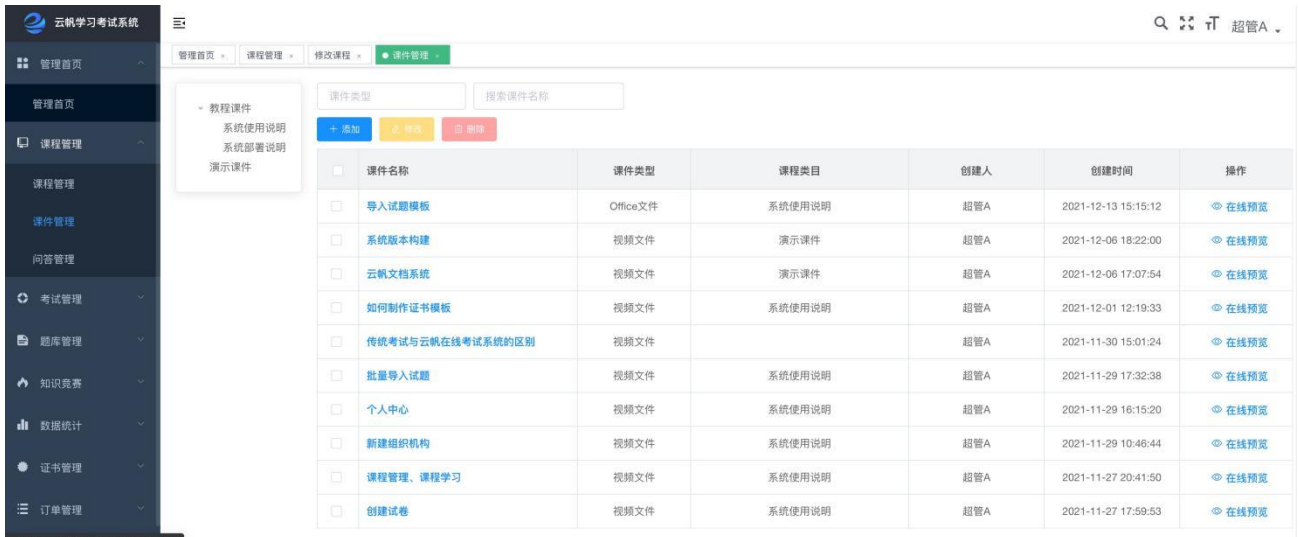 云帆学习考试系统
超管A
管理首页
管理首页
课程管理
课程管理
课件管理
问答管理
考试管理
题库管理
知识竞赛
数据统计
证书管理
订单管理
管理首页 × 课程管理 × 修改课程 × 课件管理 ×
教程课件
系统使用说明
系统部署说明
演示课件
课件类型 搜索课件名称
+ 添加 修改 删除
课件名称 课件类型 课程类目 创建人 创建时间 操作
导入试题模板 Office文件 系统使用说明 超管A 2021-12-13 15:15:12 在线预览
系统版本构建 视频文件 演示课件 超管A 2021-12-06 18:22:00 在线预览
云帆文档系统 视频文件 演示课件 超管A 2021-12-06 17:07:54 在线预览
如何制作证书模板 视频文件 系统使用说明 超管A 2021-12-01 12:19:33 在线预览
传统考试与云帆在线考试系统的区别 视频文件 超管A 2021-11-30 15:01:24 在线预览
批量导入试题 视频文件 系统使用说明 超管A 2021-11-29 17:32:38 在线预览
个人中心 视频文件 系统使用说明 超管A 2021-11-29 16:15:20 在线预览
新建组织机构 视频文件 系统使用说明 超管A 2021-11-29 10:46:44 在线预览
课程管理、课程学习 视频文件 系统使用说明 超管A 2021-11-27 20:41:50 在线预览
创建试卷 视频文件 系统使用说明 超管A 2021-11-27 17:59:53 在线预览